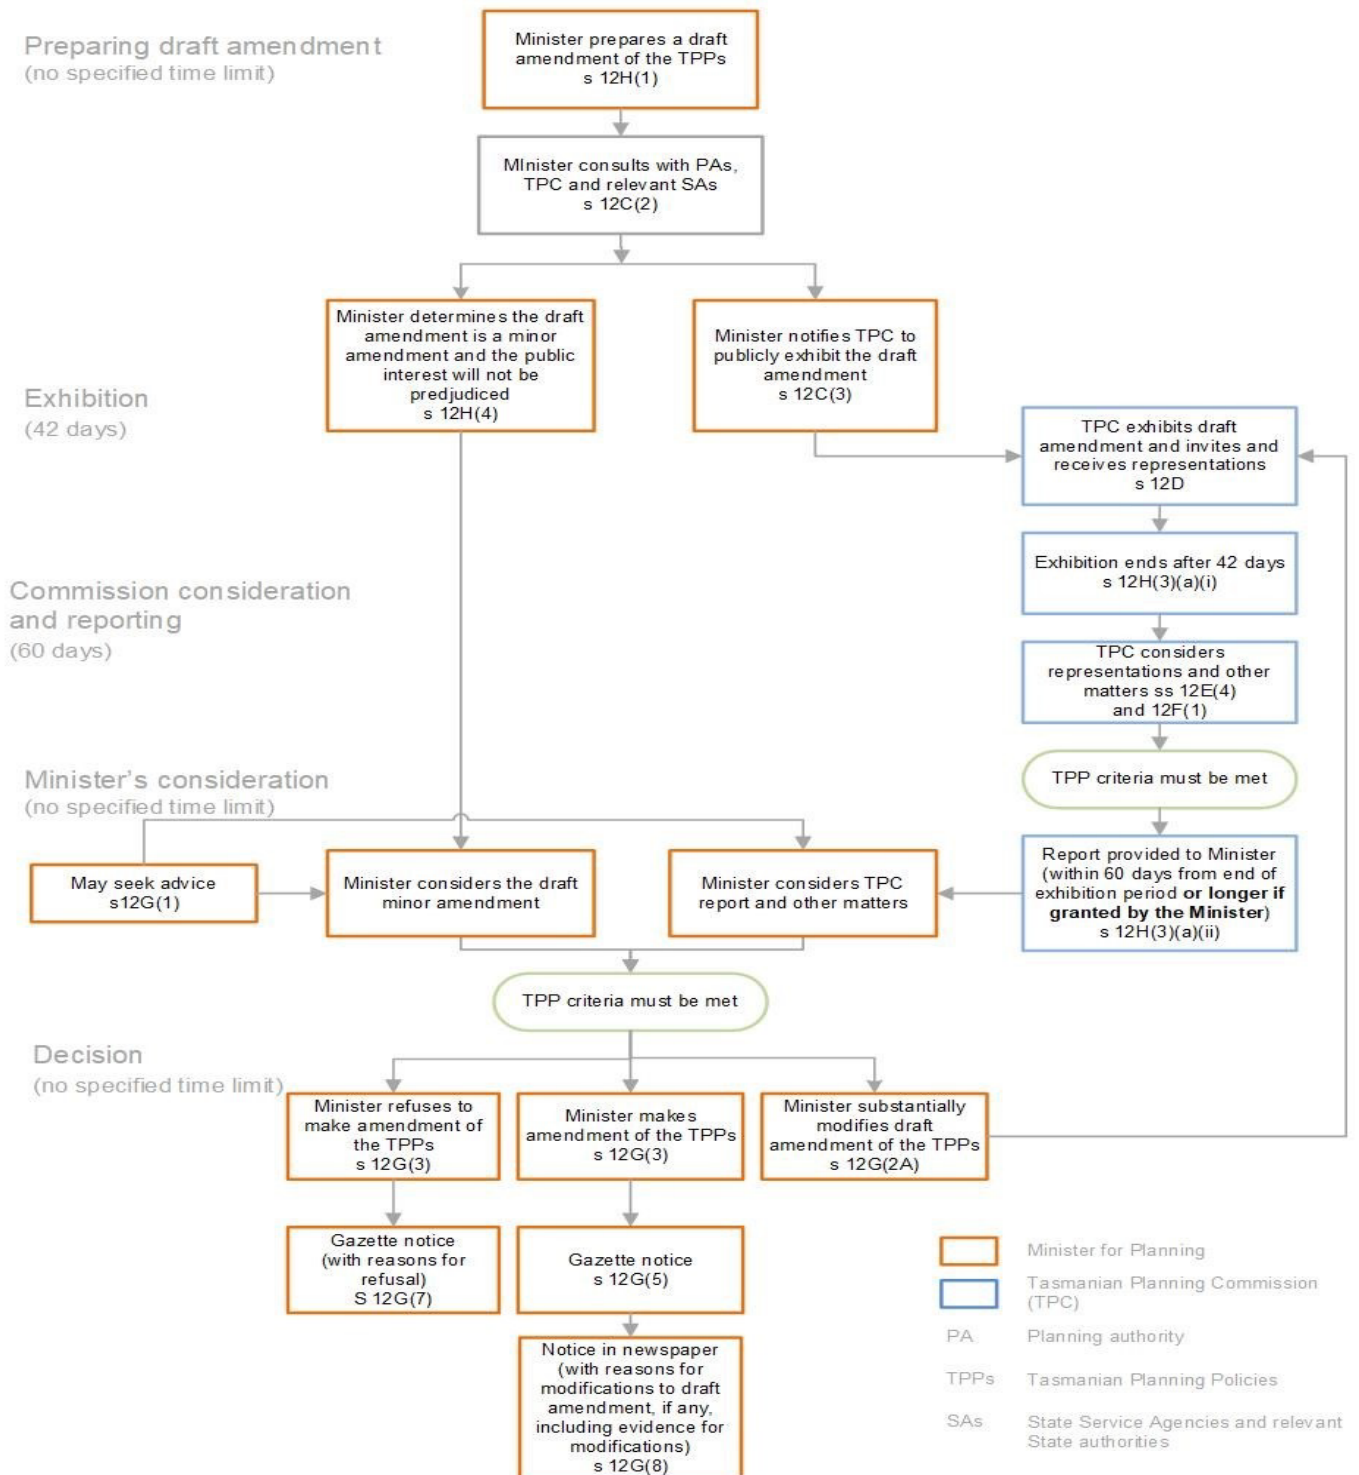 Preparing draft amendment
(no specified time limit)
Minister prepares a draft
amendment of the TPPs
s 12H(1)
MInister consults with PAs,
TPC and relevant SAs
s 12C(2)
Exhibition
(42 days)
Minister determines the draft
amendment is a minor
amendment and the public
interest will not be
predjudiced
s 12H(4)
Minister notifies TPC to
publicly exhibit the draft
amendment
s 12C(3)
TPC exhibits draft
amendment and invites and
receives representations
s 12D
Exhibition ends after 42 days
s 12H(3)(a)(i)
Commission consideration
and reporting
(60 days)
TPC considers
representations and other
matters ss 12E(4)
and 12F(1)
TPP criteria must be met
Minister's consideration
(no specified time limit)
Report provided to Minister
(within 60 days from end of
exhibition period or longer if
granted by the Minister)
s 12H(3)(a)(ii)
May seek advice
s12G(1)
Minister considers the draft
minor amendment
Minister considers TPC
report and other matters
TPP criteria must be met
Decision
(no specified time limit)
Minister refuses to
make amendment of
the TPPs
s 12G(3)
Minister makes
amendment of the TPPs
s 12G(3)
Minister substantially
modifies draft
amendment of the TPPs
s 12G(2A)
Gazette notice
(with reasons for
refusal)
S 12G(7)
Gazette notice
s 12G(5)
Notice in newspaper
(with reasons for
modifications to draft
amendment, if any,
including evidence for
modifications)
s 12G(8)
Minister for Planning
Tasmanian Planning Commission
(TPC)
PA Planning authority
TPPs Tasmanian Planning Policies
SAs State Service Agencies and relevant
State authorities